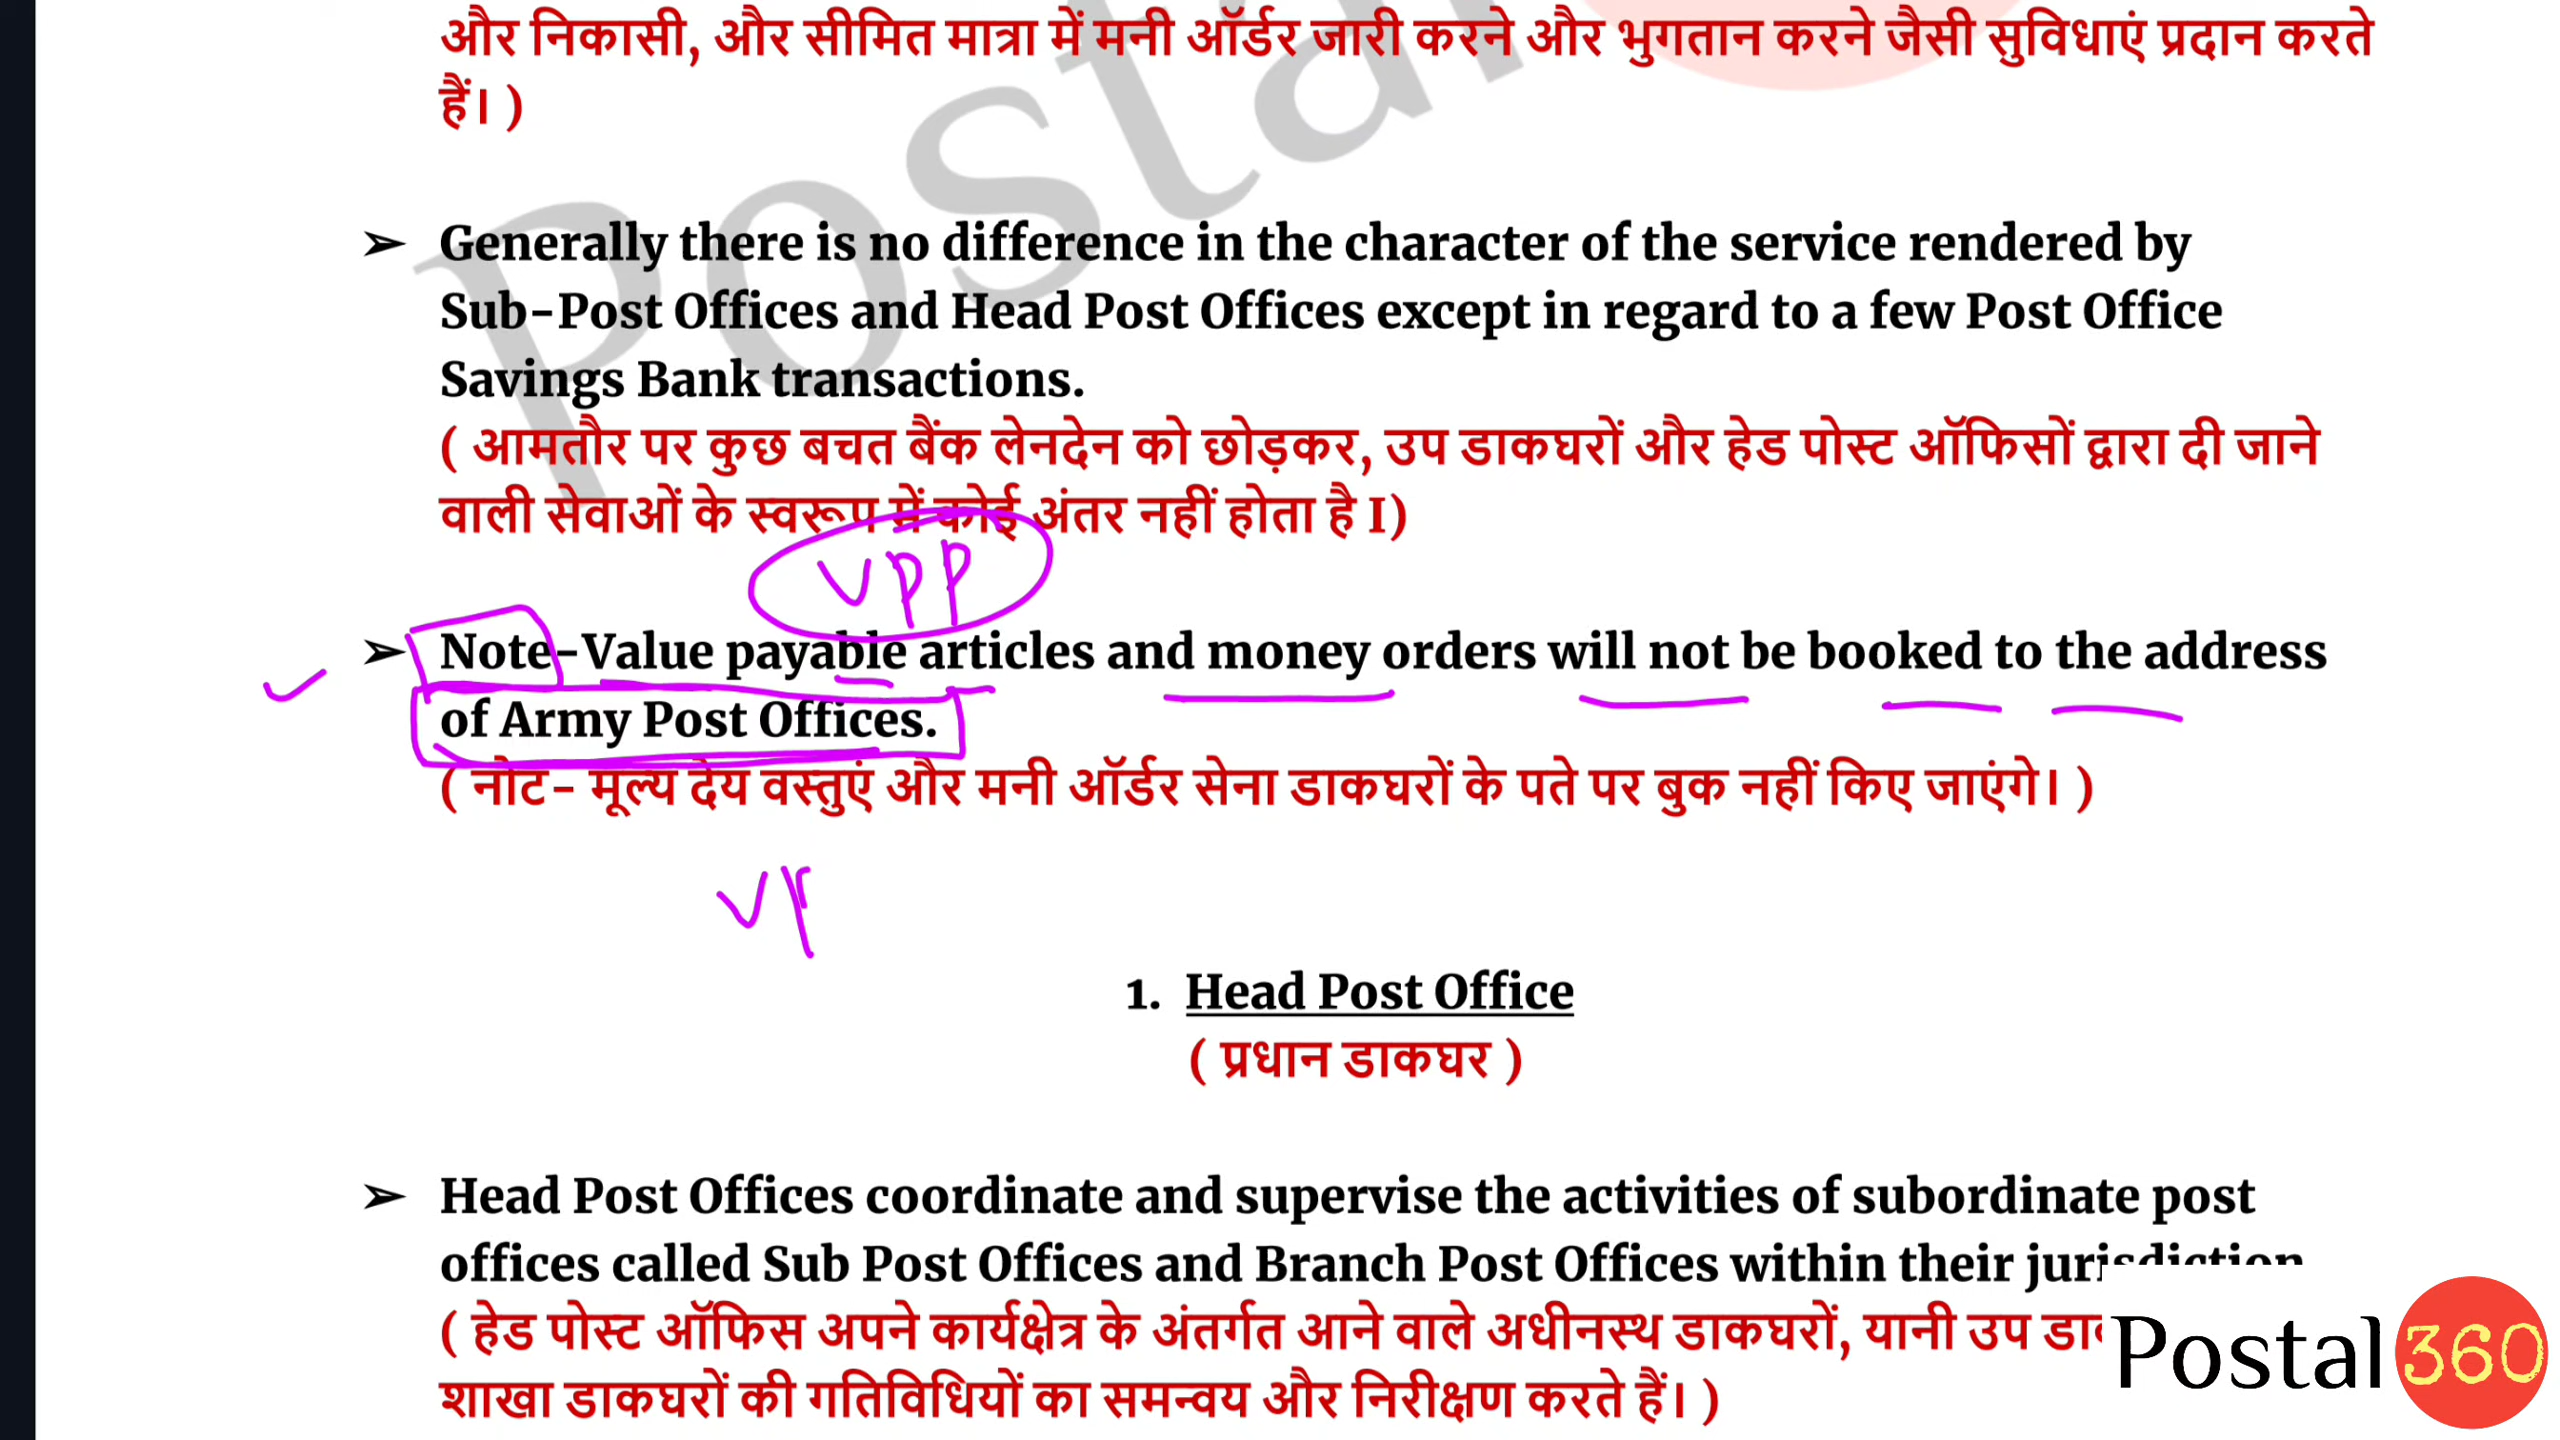 और निकासी, और सीमित मात्रा में मनी ऑर्डर जारी करने और भुगतान करने जैसी सुविधाएं प्रदान करते
हैं। )
➢ Generally there is no difference in the character of the service rendered by
Sub-Post Offices and Head Post Offices except in regard to a few Post Office
Savings Bank transactions.
( आमतौर पर कुछ बचत बैंक लेनदेन को छोड़कर, उप डाकघरों और हेड पोस्ट ऑफिसों द्वारा दी जाने
वाली सेवाओं के स्वरूप में कोई अंतर नहीं होता है I)
VPP
➢ Note-Value payable articles and money orders will not be booked to the address
of Army Post Offices.
( नोट- मूल्य देय वस्तुएं और मनी ऑर्डर सेना डाकघरों के पते पर बुक नहीं किए जाएंगे। )
1. Head Post Office
( प्रधान डाकघर )
➢ Head Post Offices coordinate and supervise the activities of subordinate post
offices called Sub Post Offices and Branch Post Offices within their jurisdiction
( हेड पोस्ट ऑफिस अपने कार्यक्षेत्र के अंतर्गत आने वाले अधीनस्थ डाकघरों, यानी उप
शाखा डाकघरों की गतिविधियों का समन्वय और निरीक्षण करते हैं। )
Postal 360
Postal